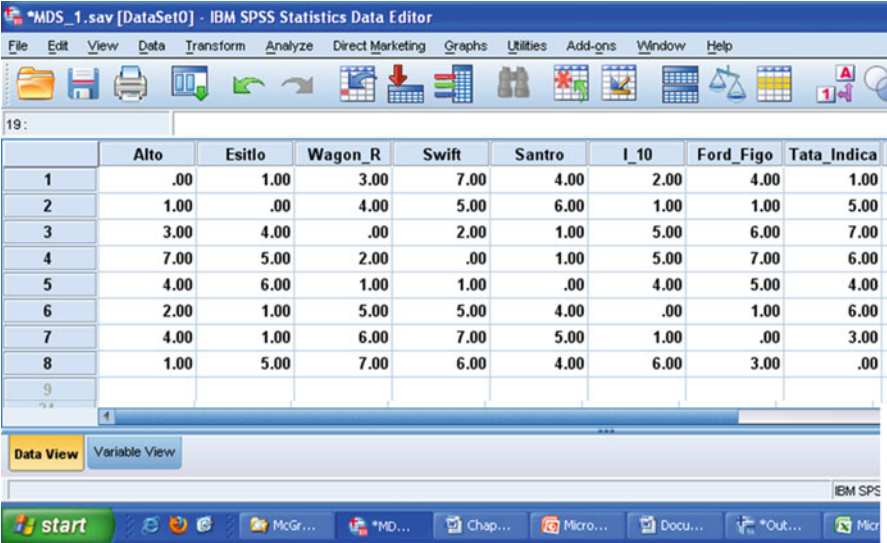 *MDS_1.sav [DataSet0] - IBM SPSS Statistics Data Editor
File Edit View Data Transform Analyze Direct Marketing Graphs Utilities Add-ons Window Help
19 :
Alto Esitlo Wagon_R Swift Santro I_10 Ford_Figo Tata_Indica
1 .00 1.00 3.00 7.00 4.00 2.00 4.00 1.00
2 1.00 .00 4.00 5.00 6.00 1.00 1.00 5.00
3 3.00 4.00 .00 2.00 1.00 5.00 6.00 7.00
4 7.00 5.00 2.00 .00 1.00 5.00 7.00 6.00
5 4.00 6.00 1.00 1.00 .00 4.00 5.00 4.00
6 2.00 1.00 5.00 5.00 4.00 .00 1.00 6.00
7 4.00 1.00 6.00 7.00 5.00 1.00 .00 3.00
8 1.00 5.00 7.00 6.00 4.00 6.00 3.00 .00
9
Data View Variable View
IBM SPS
start McGr... *MD... Chap... Micro... Docu... *Out... Micr